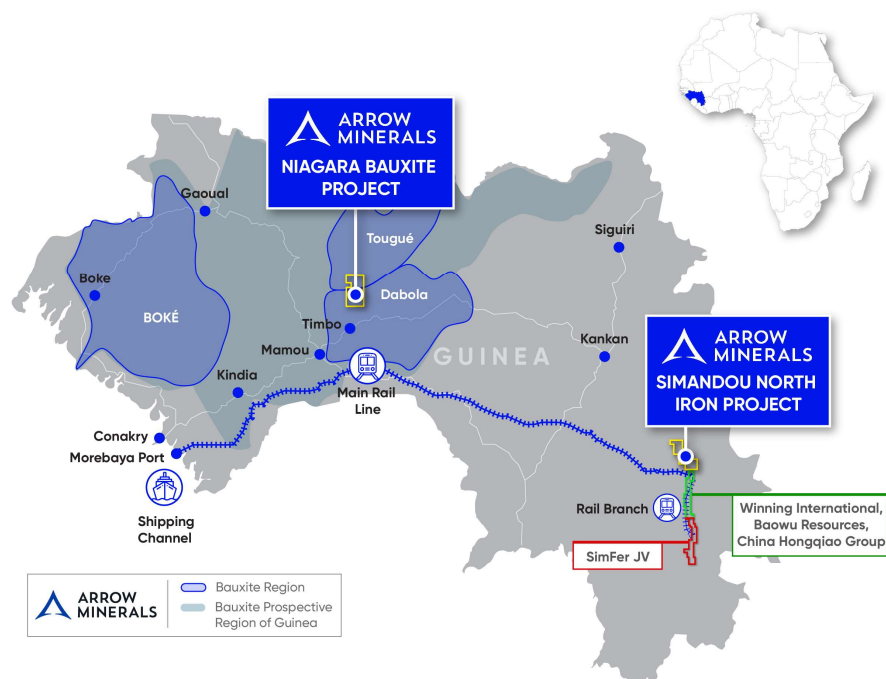 ARROW
MINERALS
NIAGARA BAUXITE
PROJECT
Gaoual
Tougué
Siguiri
Boke
BOKÉ
Dabola
Timbo
Mamou
GUINEA
Kankan
ARROW
MINERALS
SIMANDOU NORTH
IRON PROJECT
Kindia
Main Rail
Line
Conakry
Morebaya Port
Shipping
Channel
Rail Branch
Winning International,
Baowu Resources,
China Hongqiao Group
SimFer JV
ARROW
MINERALS
Bauxite Region
Bauxite Prospective
Region of Guinea